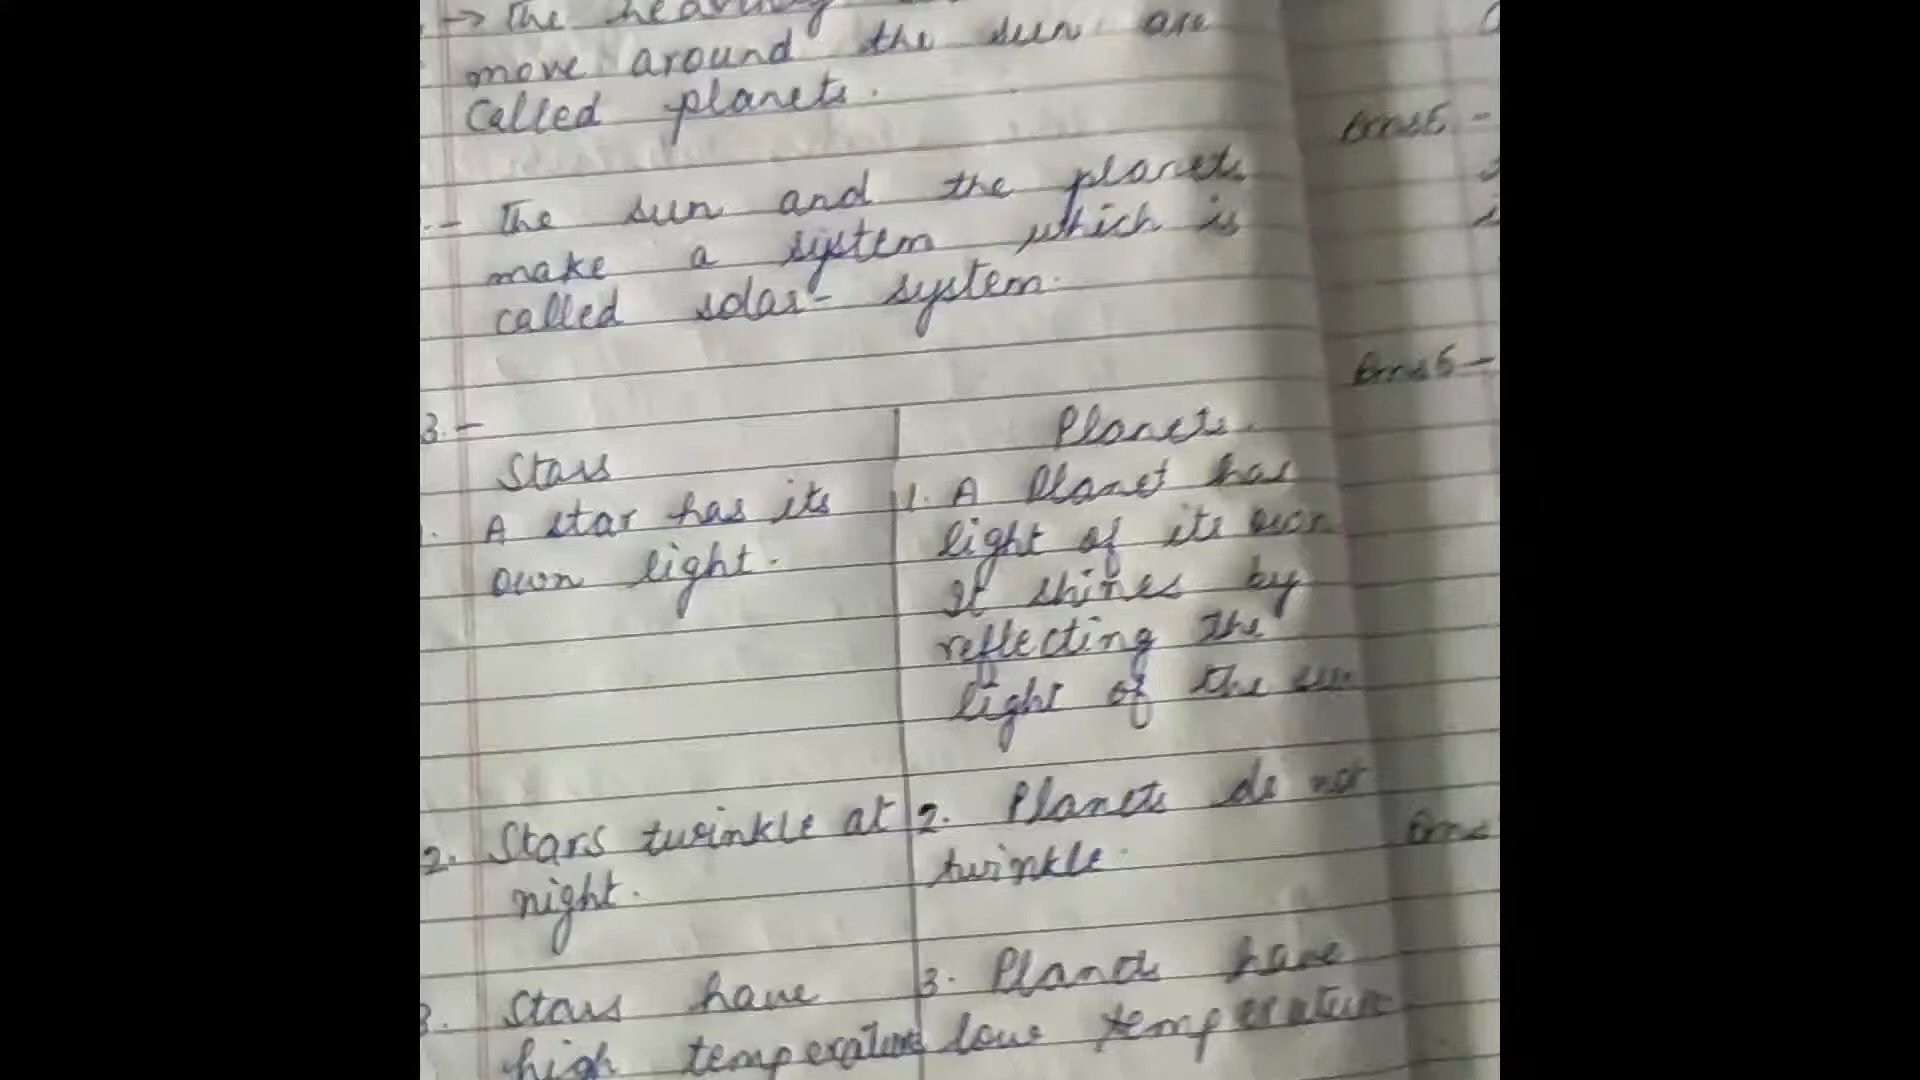 → The
move around the sun are
called planets.
- The sun and the planets
make a system which is
called solar - system.
3. -
Stars
A star has its
own light.
2. Stars twinkle at
night.
3. Stars have
high temperature
Planets.
1. A Planet has
light of its own
It shines by
reflecting the
light of the sun
2. Planets do not
twinkle.
3. Planets have
low temperature